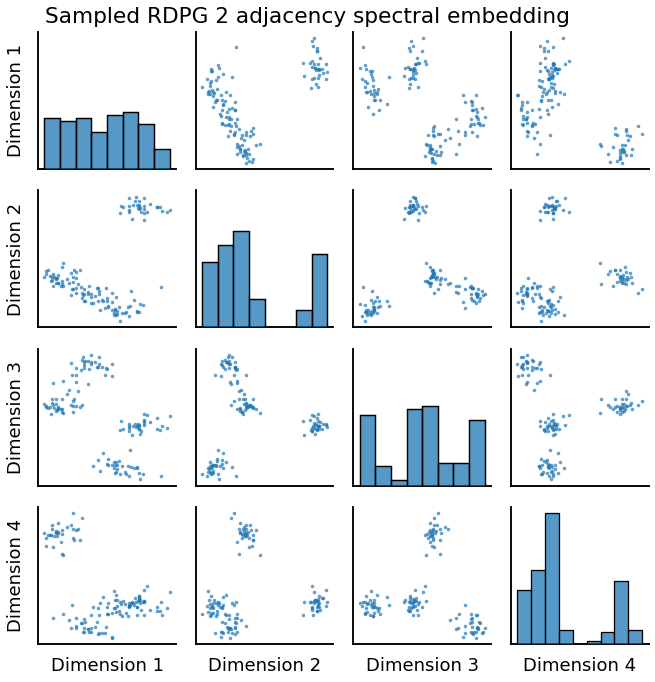 Sampled RDPG 2 adjacency spectral embedding
Dimension 1
Dimension 2
Dimension 3
Dimension 4
Dimension 1 Dimension 2 Dimension 3 Dimension 4